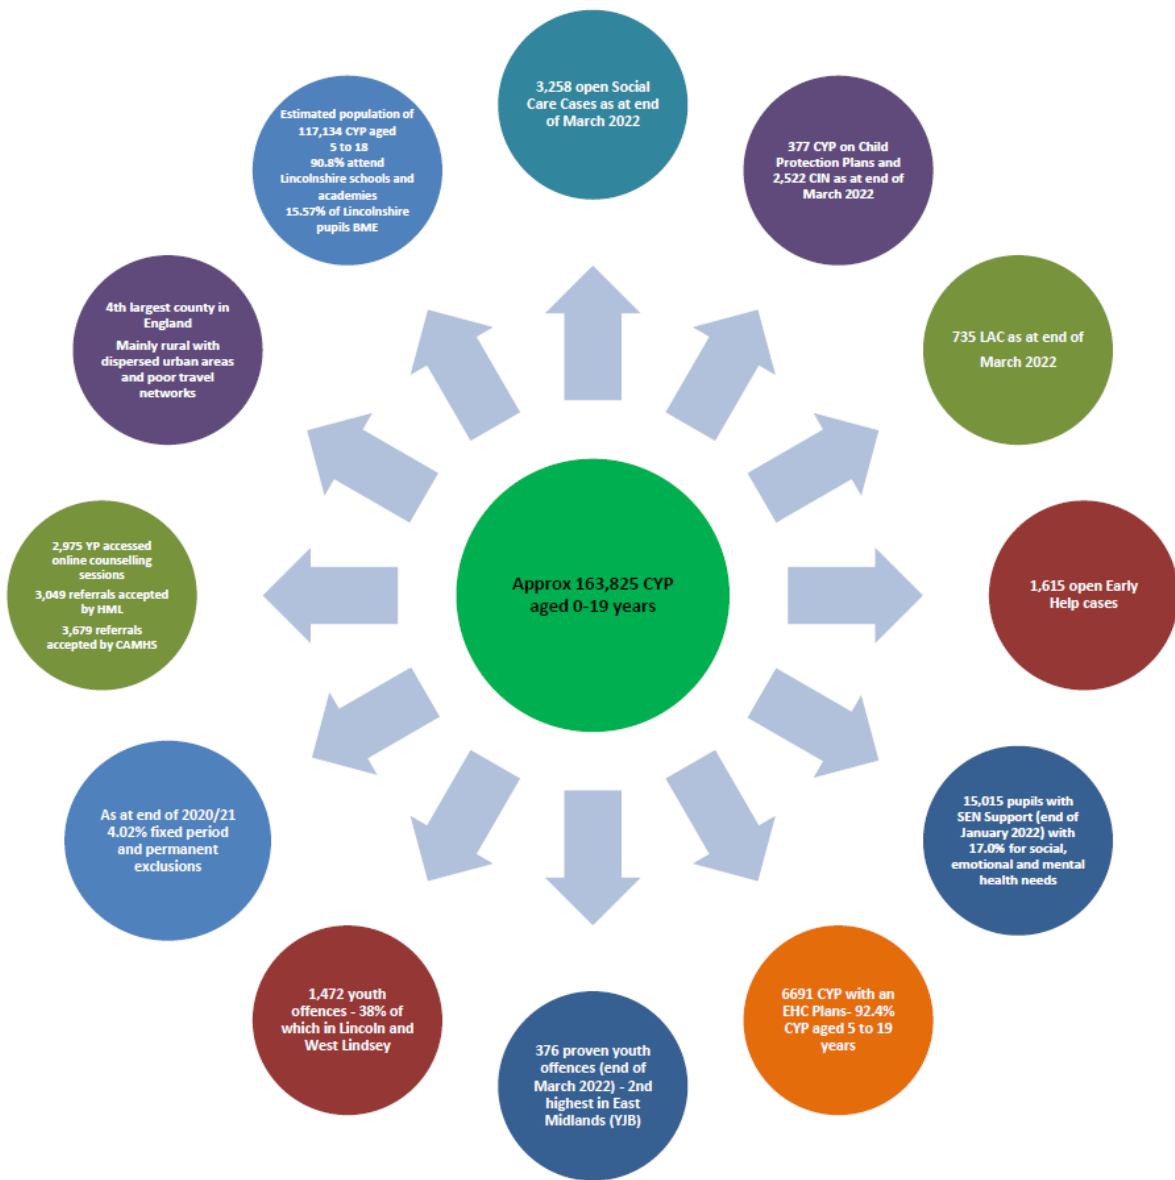 3,258 open Social
Care Cases as at end
of March 2022
377 CYP on Child
Protection Plans and
2,522 CIN as at end of
March 2022
735 LAC as at end of
March 2022
1,615 open Early
Help cases
15,015 pupils with
SEN Support (end of
January 2022) with
17.0% for social,
emotional and mental
health needs
6691 CYP with an
EHC Plans- 92.4%
CYP aged 5 to 19
years
376 proven youth
offences (end of
March 2022) - 2nd
highest in East
Midlands (YJB)
1,472 youth
offences - 38% of
which in Lincoln and
West Lindsey
As at end of 2020/21
4.02% fixed period
and permanent
exclusions
2,975 YP accessed
online counselling
sessions
3,049 referrals accepted
by HML
3,679 referrals
accepted by CAMHS
4th largest county in
England
Mainly rural with
dispersed urban areas
and poor travel
networks
Estimated population of
117,134 CYP aged
5 to 18
90.8% attend
Lincolnshire schools and
academies
15.57% of Lincolnshire
pupils BME
Approx 163,825 CYP
aged 0-19 years